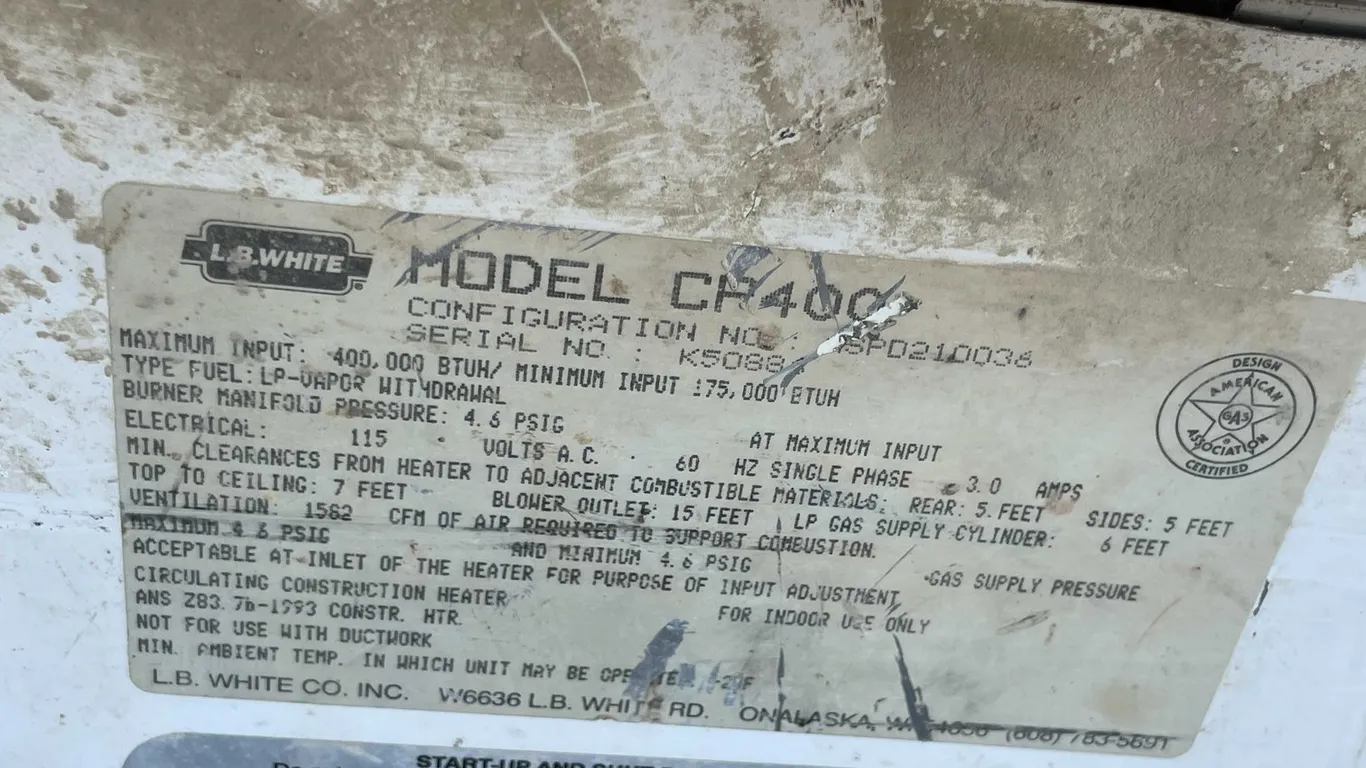 L.B.WHITE
MODEL CP400
CONFIGURATION NO.:
SERIAL NO.: K5088
MAXIMUM INPUT: 400,000 BTUH/ MINIMUM INPUT 175,000 BTUH
TYPE FUEL: LP-VAPOR WITHDRAWAL
BURNER MANIFOLD PRESSURE: 4.6 PSIG AT MAXIMUM INPUT
ELECTRICAL: 115 VOLTS A.C. 60 HZ SINGLE PHASE 3.0 AMPS
MIN. CLEARANCES FROM HEATER TO ADJACENT COMBUSTIBLE MATERIALS: REAR: 5 FEET SIDES: 5 FEET
TOP TO CEILING: 7 FEET BLOWER OUTLET: 15 FEET LP GAS SUPPLY CYLINDER: 6 FEET
VENTILATION: 1562 CFM OF AIR REQUIRED TO SUPPORT COMBUSTION. GAS SUPPLY PRESSURE
MAXIMUM 4.6 PSIG AND MINIMUM 4.6 PSIG
ACCEPTABLE AT INLET OF THE HEATER FOR PURPOSE OF INPUT ADJUSTMENT
CIRCULATING CONSTRUCTION HEATER FOR INDOOR USE ONLY
ANS Z83.7b-1993 CONSTR. HTR.
NOT FOR USE WITH DUCTWORK
MIN. AMBIENT TEMP. IN WHICH UNIT MAY BE
L.B. WHITE CO. INC. W6636 L.B. WHITE RD. ONALASKA, (608) 783-5691
DESIGN
AMERICAN
GAS
ASSOCIATION
CERTIFIED
START-UP AND